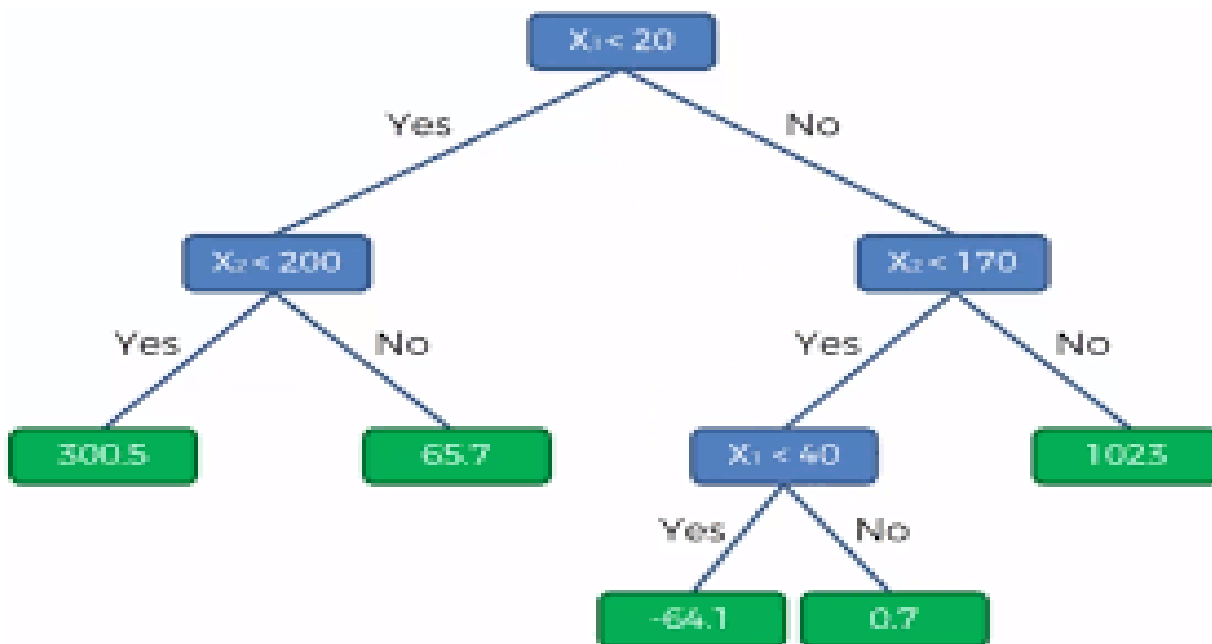 X₁ < 20
Yes
No
X₂ < 200
X₂ < 170
Yes
No
Yes
No
300.5
65.7
X₁ < 40
1023
Yes
No
-64.1
0.7